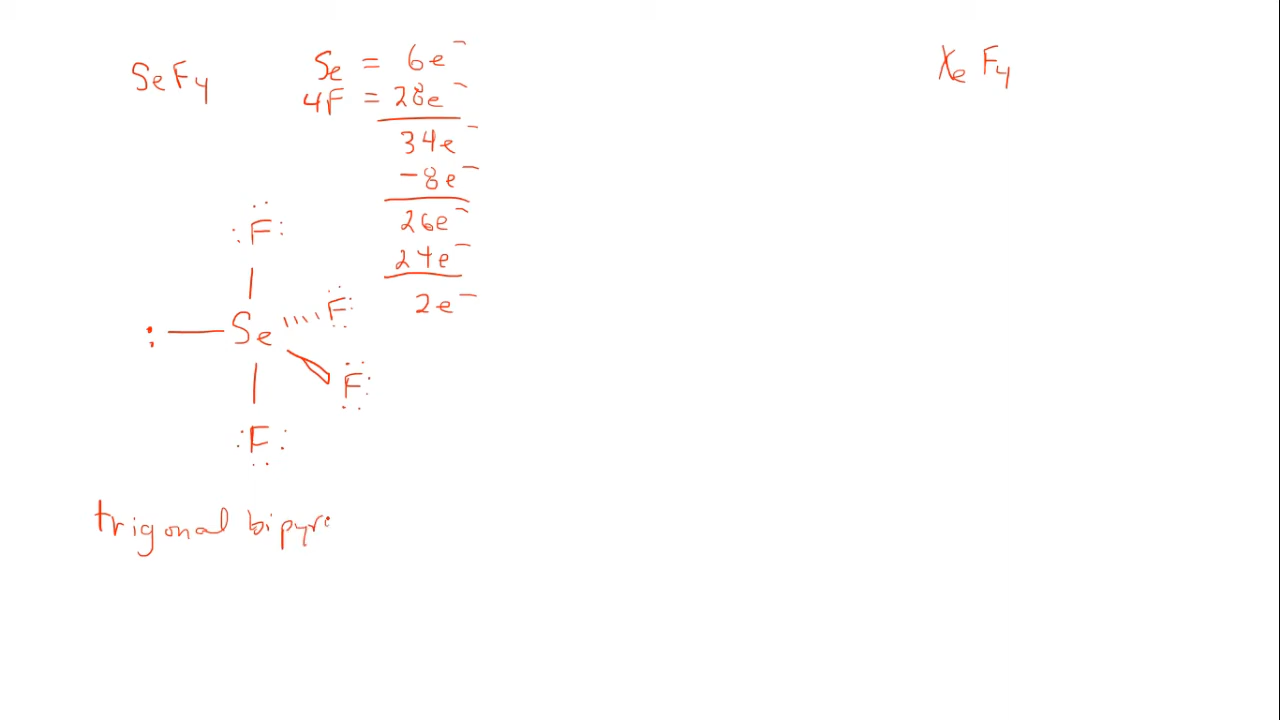 SeF4
Se = 6e⁻
4F = 28e⁻
34e⁻
-8e⁻
26e⁻
24e⁻
2e⁻
F
: — Se F
F
F
trigonal bipyr
XeF4